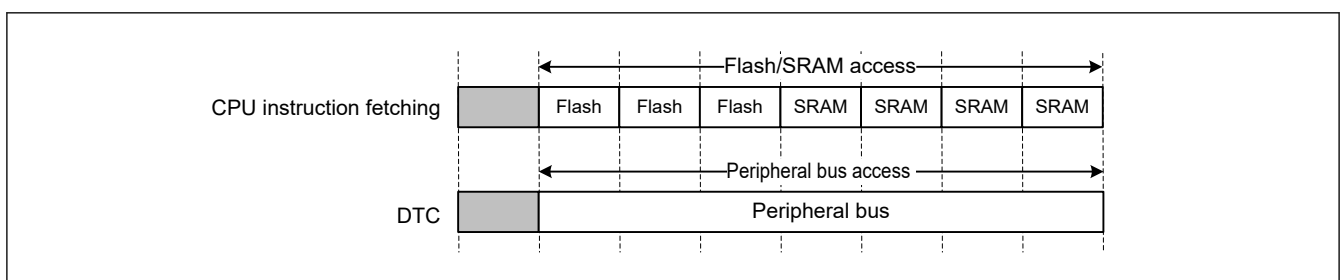 Flash/SRAM access
CPU instruction fetching Flash Flash Flash SRAM SRAM SRAM SRAM
Peripheral bus access
DTC Peripheral bus